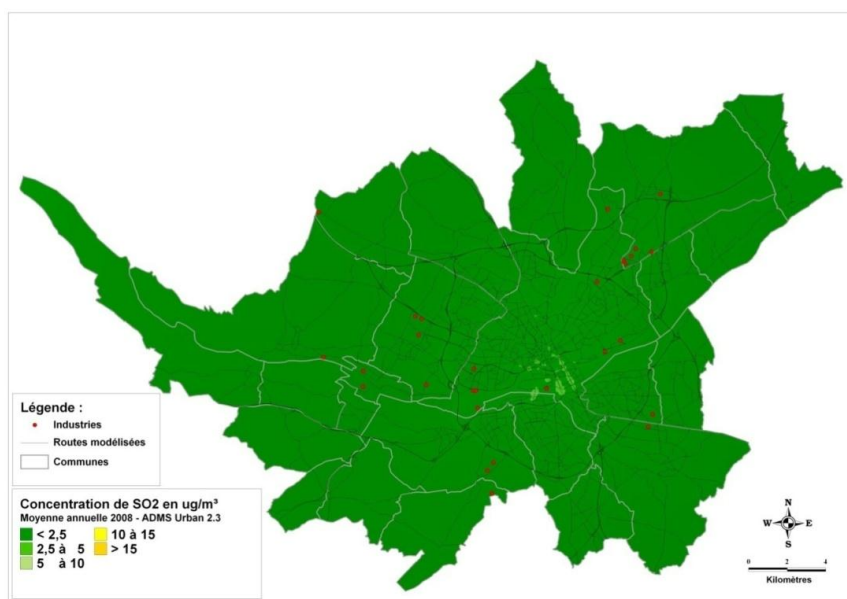 Légende :
Industries
Routes modélisées
Communes
Concentration de SO2 en ug/m³
Moyenne annuelle 2008 - ADMS Urban 2.3
< 2,5
10 à 15
2,5 à 5
> 15
5 à 10
N
W E
S
0 2 4
Kilomètres